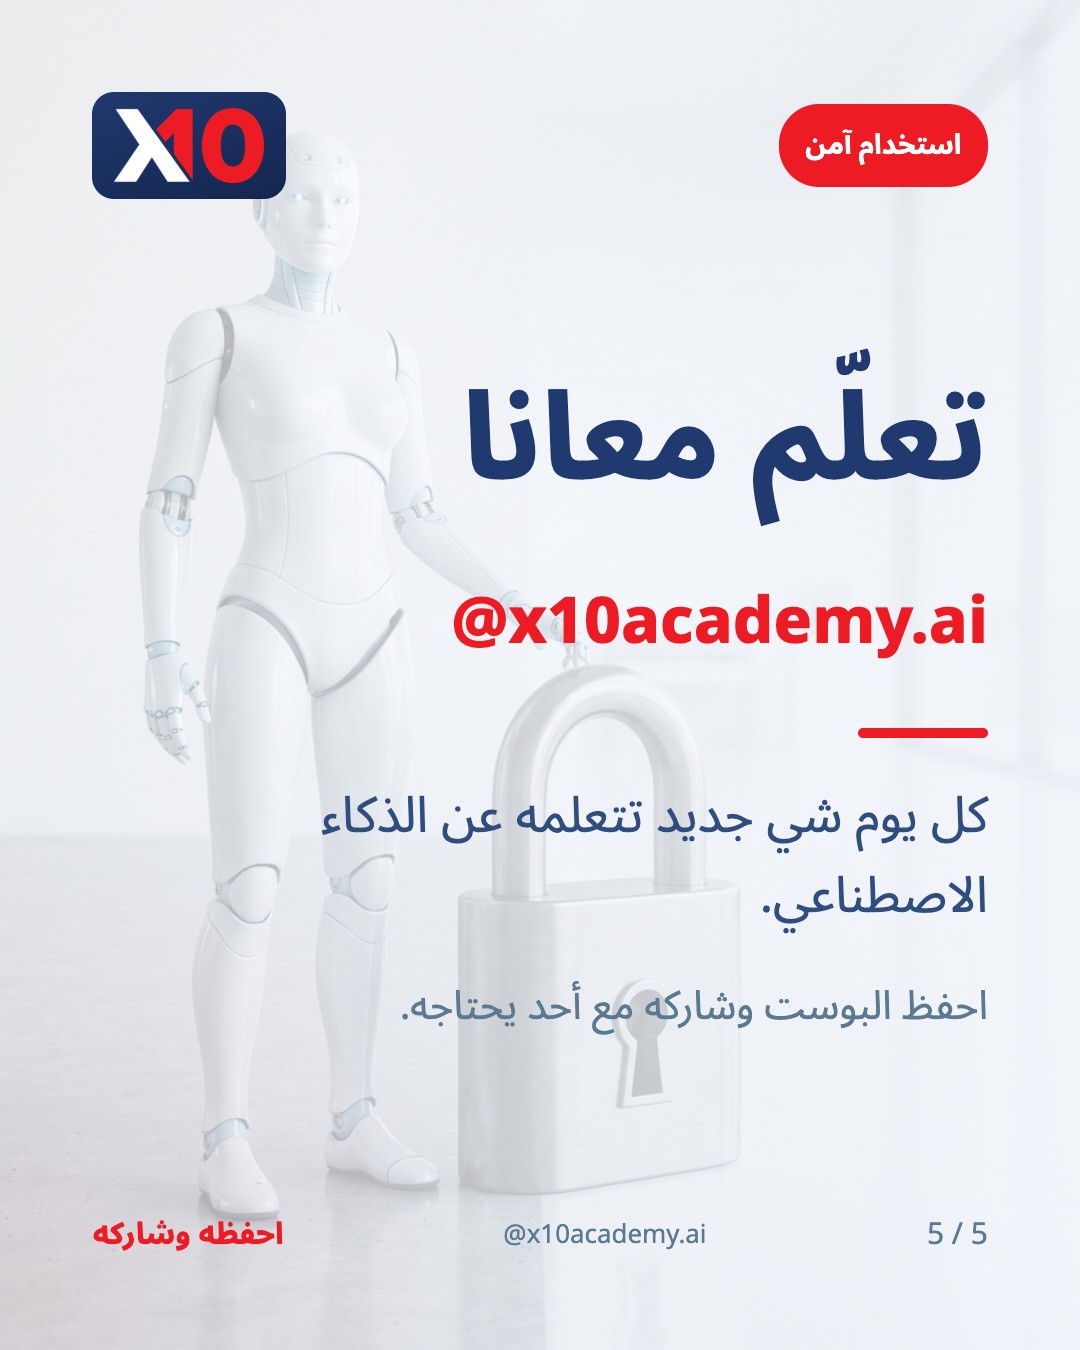 X10
استخدام آمن
تعلّم معانا
@x10academy.ai
كل يوم شي جديد تتعلمه عن الذكاء
الاصطناعي.
احفظ البوست وشاركه مع أحد يحتاجه.
احفظه وشاركه
@x10academy.ai
5 / 5